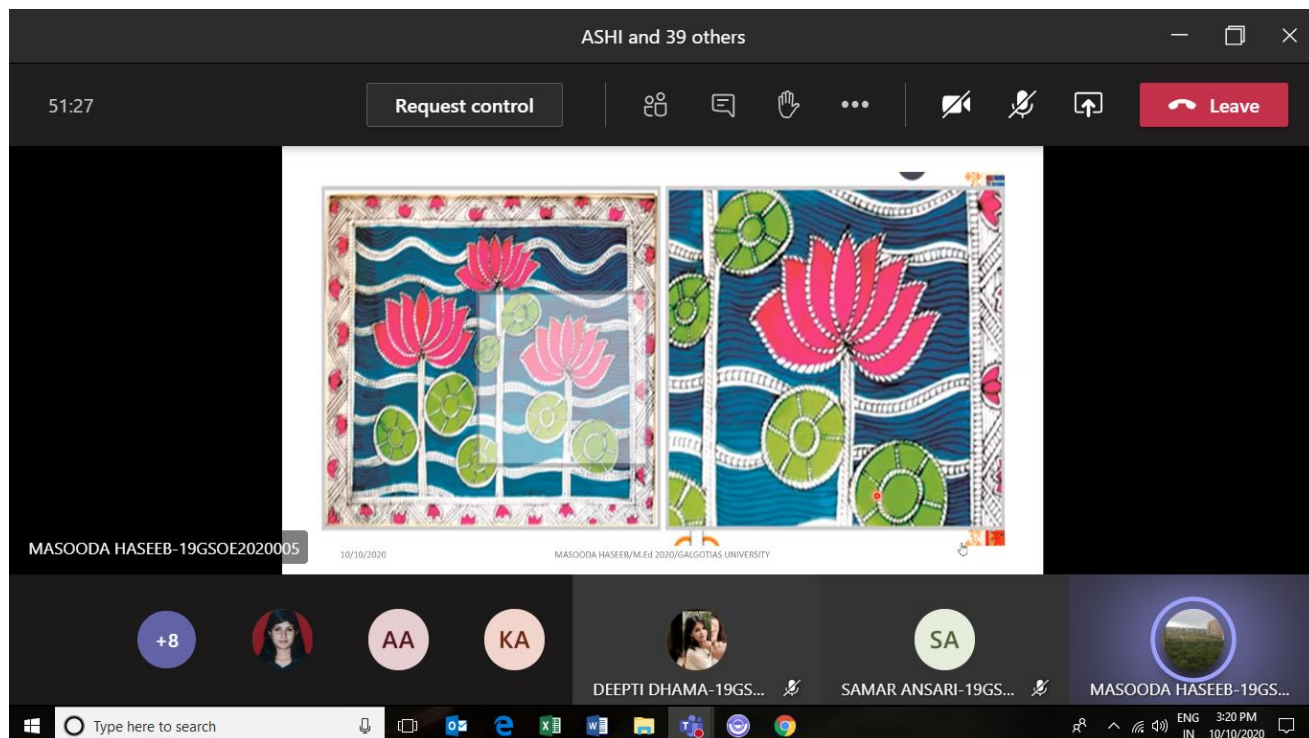 ASHI and 39 others
51:27
Request control
Leave
MASOODA HASEEB-19GSOE2020005
10/10/2020
MASOODA HASEEB/M.Ed 2020/GALGOTIAS UNIVERSITY
+8
AA
KA
SA
DEEPTI DHAMA-19GS...
SAMAR ANSARI-19GS...
MASOODA HASEEB-19GS...
Type here to search
ENG
IN
3:20 PM
10/10/2020